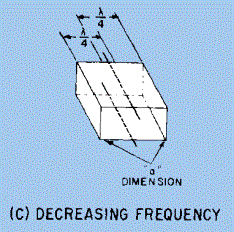 λ/4
λ/4
"a"
DIMENSION
(C) DECREASING FREQUENCY